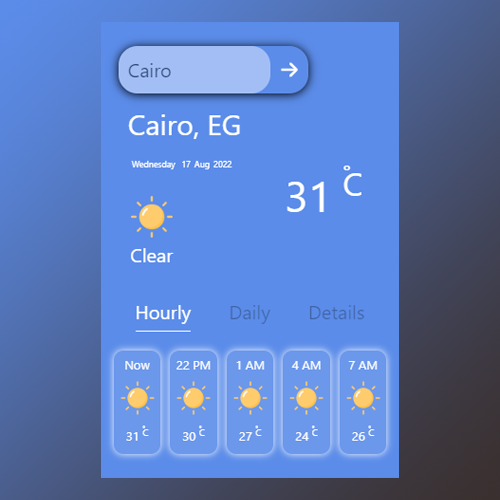 Cairo
Cairo, EG
Wednesday 17 Aug 2022
31 °C
Clear
Hourly Daily Details
Now 22 PM 1 AM 4 AM 7 AM
31 °C 30 °C 27 °C 24 °C 26 °C